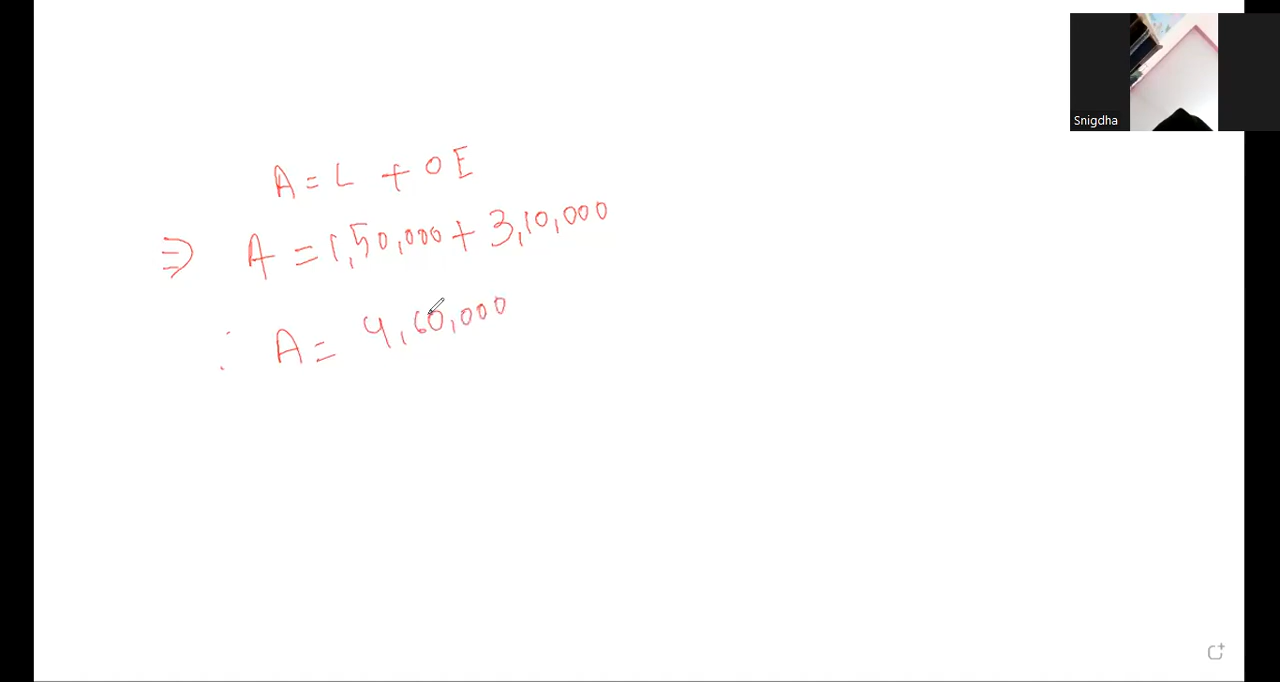 A = L + OE
⇒ A = 1,50,000 + 3,10,000
∴ A = 4,60,000
Snigdha